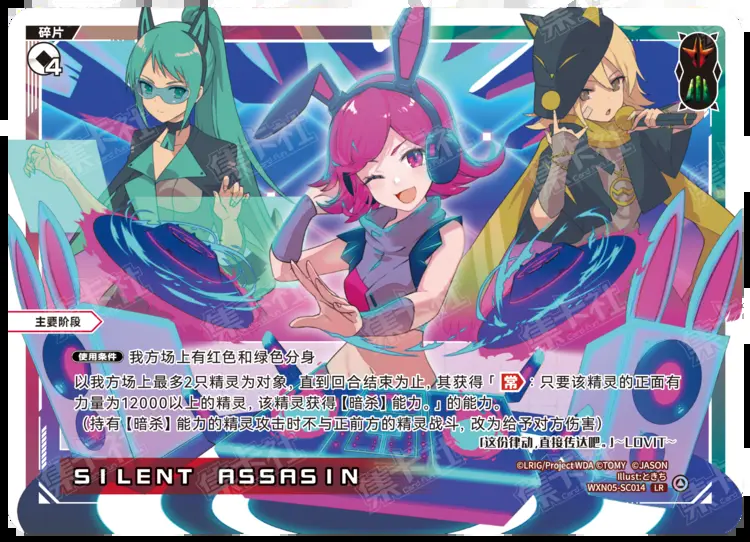 碎片
4
主要阶段
使用条件 我方场上有红色和绿色分身
以我方场上最多2只精灵为对象，直到回合结束为止，其获得「 常 ：只要该精灵的正面有
力量为12000以上的精灵，该精灵获得【暗杀】能力。」的能力。
（持有【暗杀】能力的精灵攻击时不与正前方的精灵战斗，改为给予对方伤害）
「这份律动，直接传达吧。」~LOVIT~
SILENT ASSASIN
©LRIG/Project WDA ©TOMY ©JASON
Illust:ときち
WXN05-SC014 LR
集卡社